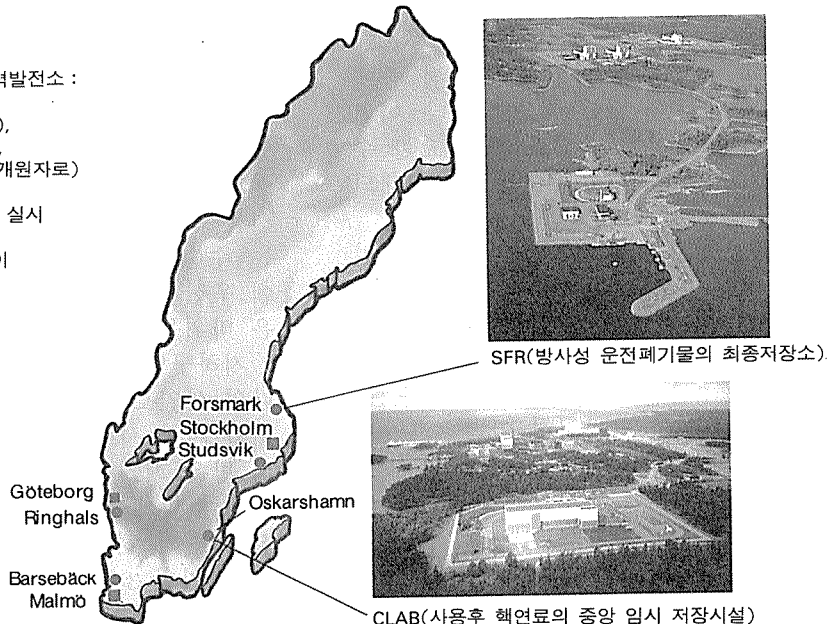 발전소 :
),
개원자로)
실시
SFR(방사성 운전폐기물의 최종저장소)
Forsmark
Stockholm
Studsvik
Göteborg
Ringhals
Oskarshamn
Barsebäck
Malmö
CLAB(사용후 핵연료의 중앙 임시 저장시설)